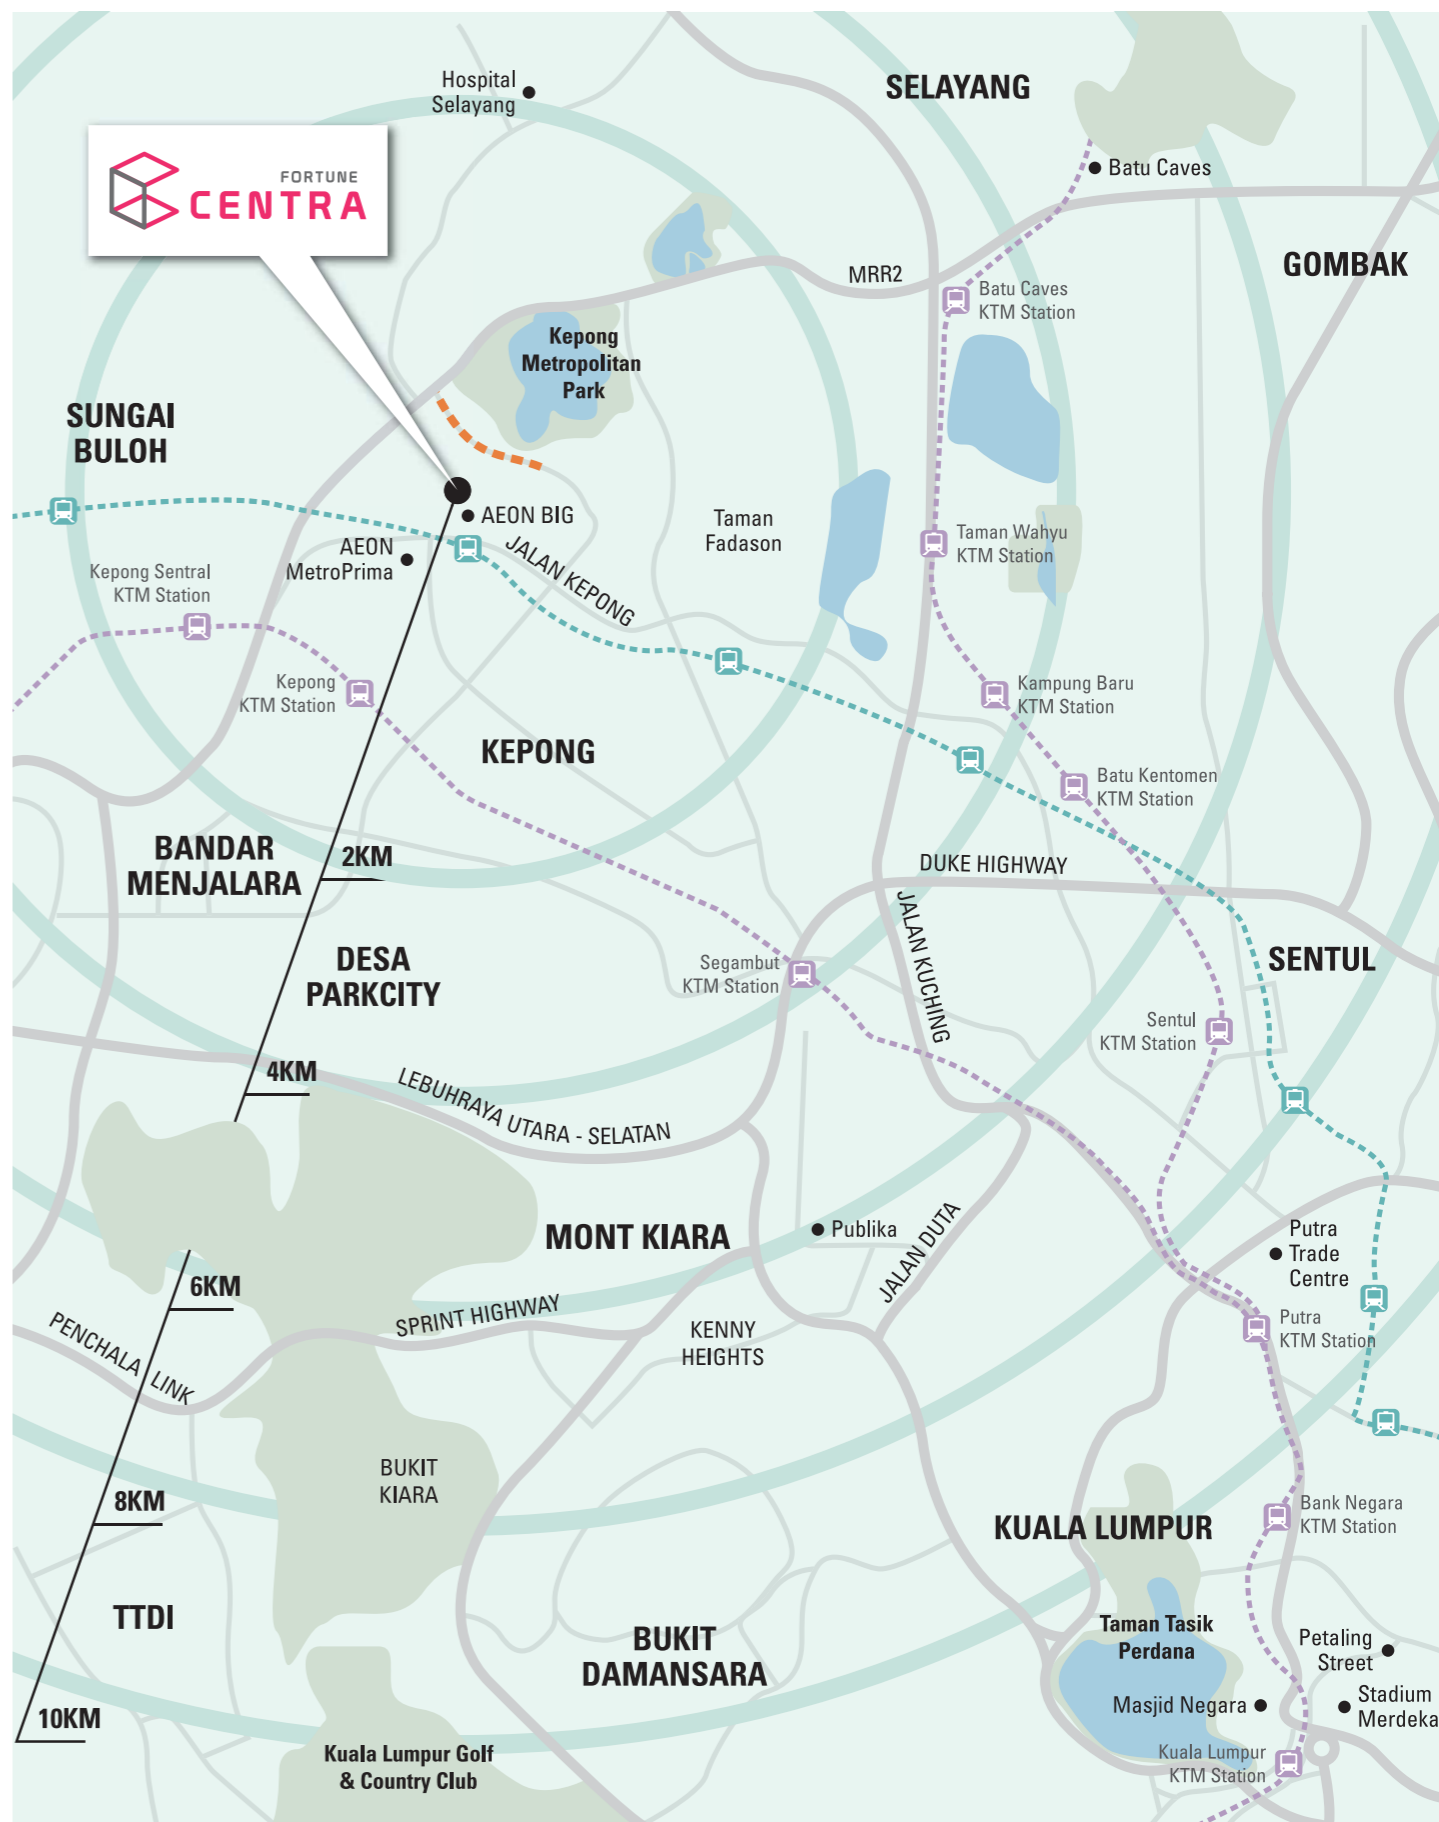 Hospital
Selayang
SELAYANG
FORTUNE
CENTRA
Batu Caves
GOMBAK
MRR2
Batu Caves
KTM Station
Kepong
Metropolitan
Park
SUNGAI
BULOH
AEON BIG
Taman
Fadason
JALAN KEPONG
AEON
MetroPrima
Taman Wahyu
KTM Station
Kepong Sentral
KTM Station
Kepong
KTM Station
Kampung Baru
KTM Station
KEPONG
Batu Kentomen
KTM Station
BANDAR
MENJALARA
2KM
DUKE HIGHWAY
JALAN KUCHING
DESA
PARKCITY
Segambut
KTM Station
SENTUL
Sentul
KTM Station
4KM
LEBUHRAYA UTARA - SELATAN
MONT KIARA
Publika
JALAN DUTA
Putra
Trade
Centre
6KM
PENCHALA LINK
SPRINT HIGHWAY
KENNY
HEIGHTS
Putra
KTM Station
BUKIT
KIARA
8KM
KUALA LUMPUR
Bank Negara
KTM Station
TTDI
BUKIT
DAMANSARA
Taman Tasik
Perdana
Petaling
Street
Masjid Negara
Stadium
Merdeka
10KM
Kuala Lumpur Golf
& Country Club
Kuala Lumpur
KTM Station